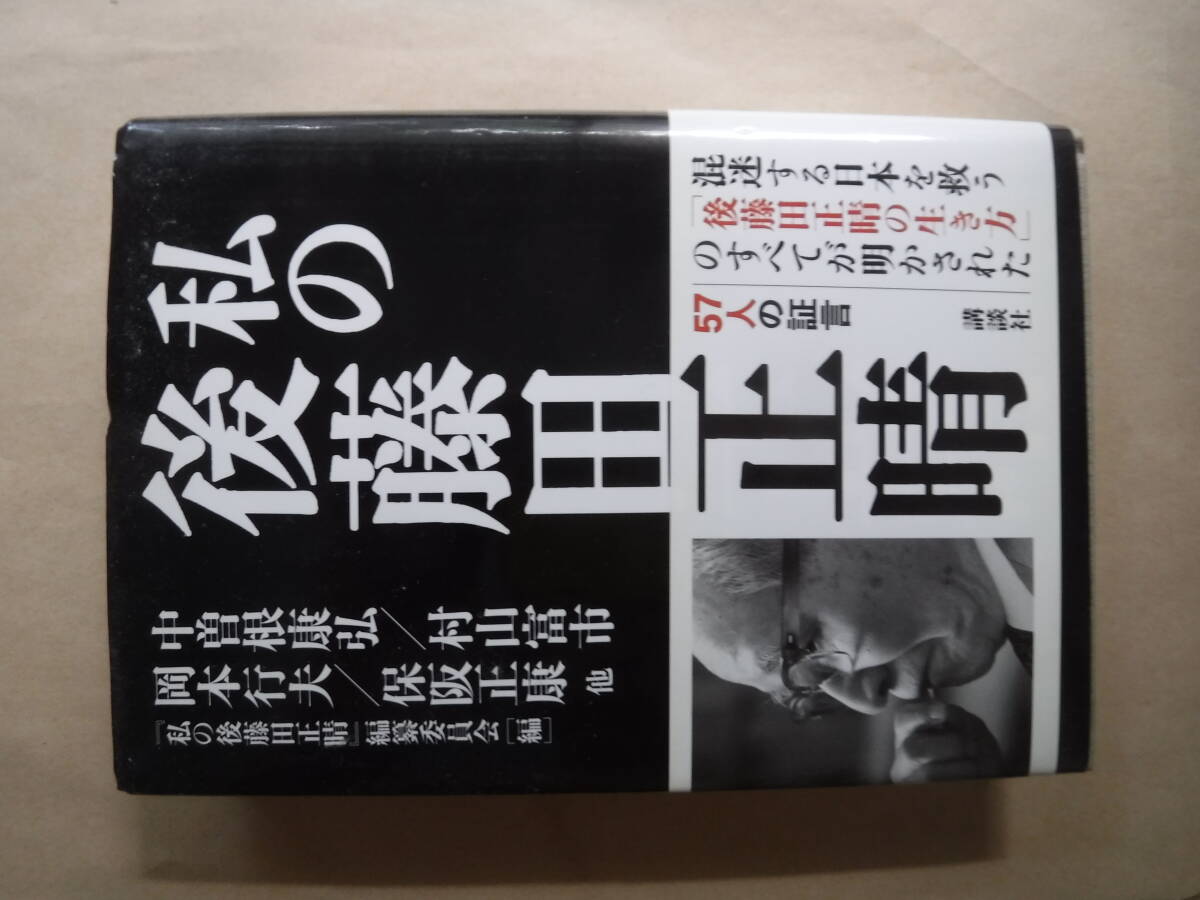 私の
後藤田正晴
中曽根康弘／村山富市
岡本行夫／保阪正康 他
『私の後藤田正晴』編纂委員会［編］
混迷する日本を救う
「後藤田正晴の生き方」
のすべてが明かされた
57人の証言
講談社